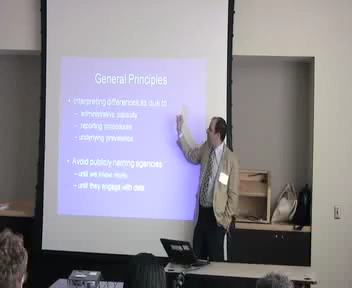 General Principles
• Interpreting differences as due to
– administrative capacity
– reporting procedures
– underlying prevalence
• Avoid publicly naming agencies
– until we know more
– until they engage with data